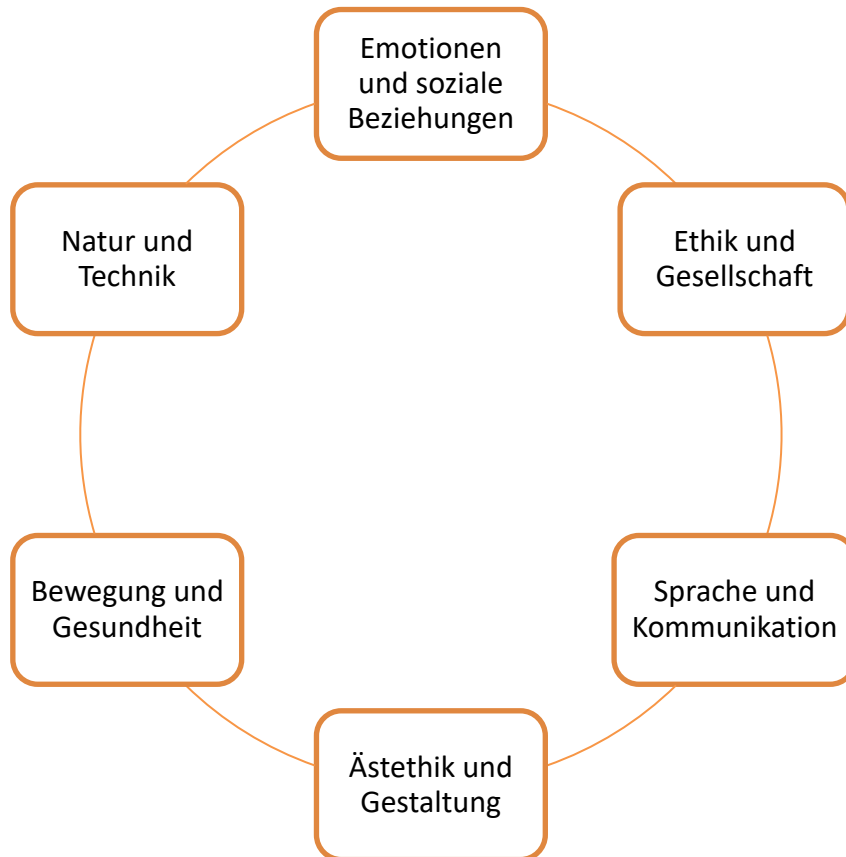 Emotionen
und soziale
Beziehungen
Ethik und
Gesellschaft
Sprache und
Kommunikation
Ästethik und
Gestaltung
Bewegung und
Gesundheit
Natur und
Technik